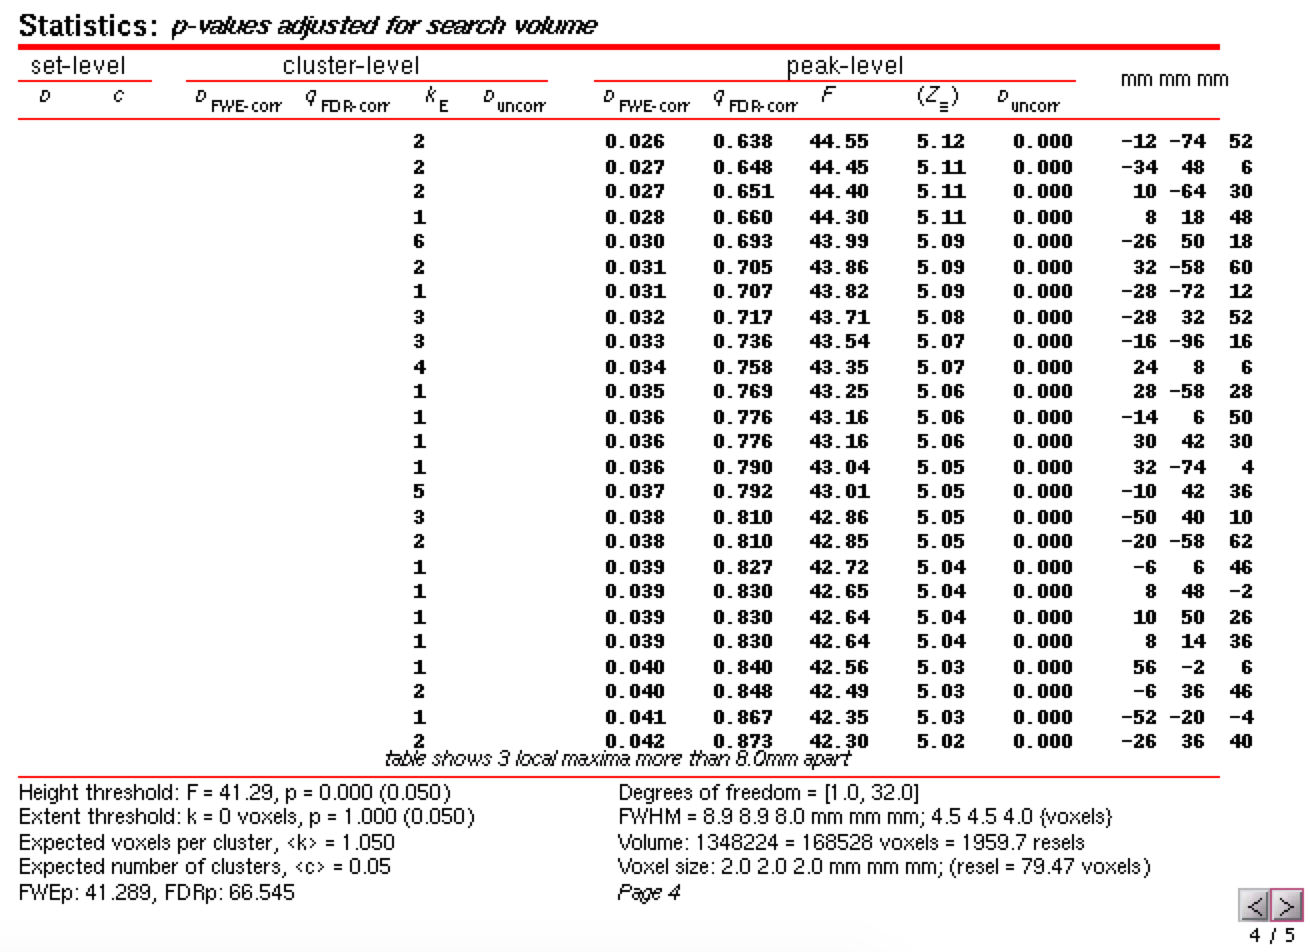 Statistics: p-values adjusted for search volume
set-level cluster-level peak-level mm mm mm
p c p FWE-corr q FDR-corr k E p uncorr p FWE-corr q FDR-corr F (Z≡) p uncorr
2 0.026 0.638 44.55 5.12 0.000 -12 -74 52
2 0.027 0.648 44.45 5.11 0.000 -34 48 6
2 0.027 0.651 44.40 5.11 0.000 10 -64 30
1 0.028 0.660 44.30 5.11 0.000 8 18 48
6 0.030 0.693 43.99 5.09 0.000 -26 50 18
2 0.031 0.705 43.86 5.09 0.000 32 -58 60
1 0.031 0.707 43.82 5.09 0.000 -28 -72 12
3 0.032 0.717 43.71 5.08 0.000 -28 32 52
3 0.033 0.736 43.54 5.07 0.000 -16 -96 16
4 0.034 0.758 43.35 5.07 0.000 24 8 6
1 0.035 0.769 43.25 5.06 0.000 28 -58 28
1 0.036 0.776 43.16 5.06 0.000 -14 6 50
1 0.036 0.776 43.16 5.06 0.000 30 42 30
1 0.036 0.790 43.04 5.05 0.000 32 -74 4
5 0.037 0.792 43.01 5.05 0.000 -10 42 36
3 0.038 0.810 42.86 5.05 0.000 -50 40 10
2 0.038 0.810 42.85 5.05 0.000 -20 -58 62
1 0.039 0.827 42.72 5.04 0.000 -6 6 46
1 0.039 0.830 42.65 5.04 0.000 8 48 -2
1 0.039 0.830 42.64 5.04 0.000 10 50 26
1 0.039 0.830 42.64 5.04 0.000 8 14 36
1 0.040 0.840 42.56 5.03 0.000 56 -2 6
2 0.040 0.848 42.49 5.03 0.000 -6 36 46
1 0.041 0.867 42.35 5.03 0.000 -52 -20 -4
2 0.042 0.873 42.30 5.02 0.000 -26 36 40
table shows 3 local maxima more than 8.0mm apart
Height threshold: F = 41.29, p = 0.000 (0.050)
Extent threshold: k = 0 voxels, p = 1.000 (0.050)
Expected voxels per cluster, <k> = 1.050
Expected number of clusters, <c> = 0.05
FWEp: 41.289, FDRp: 66.545
Degrees of freedom = [1.0, 32.0]
FWHM = 8.9 8.9 8.0 mm mm mm; 4.5 4.5 4.0 {voxels}
Volume: 1348224 = 168528 voxels = 1959.7 resels
Voxel size: 2.0 2.0 2.0 mm mm mm; (resel = 79.47 voxels)
Page 4
< >
4 / 5